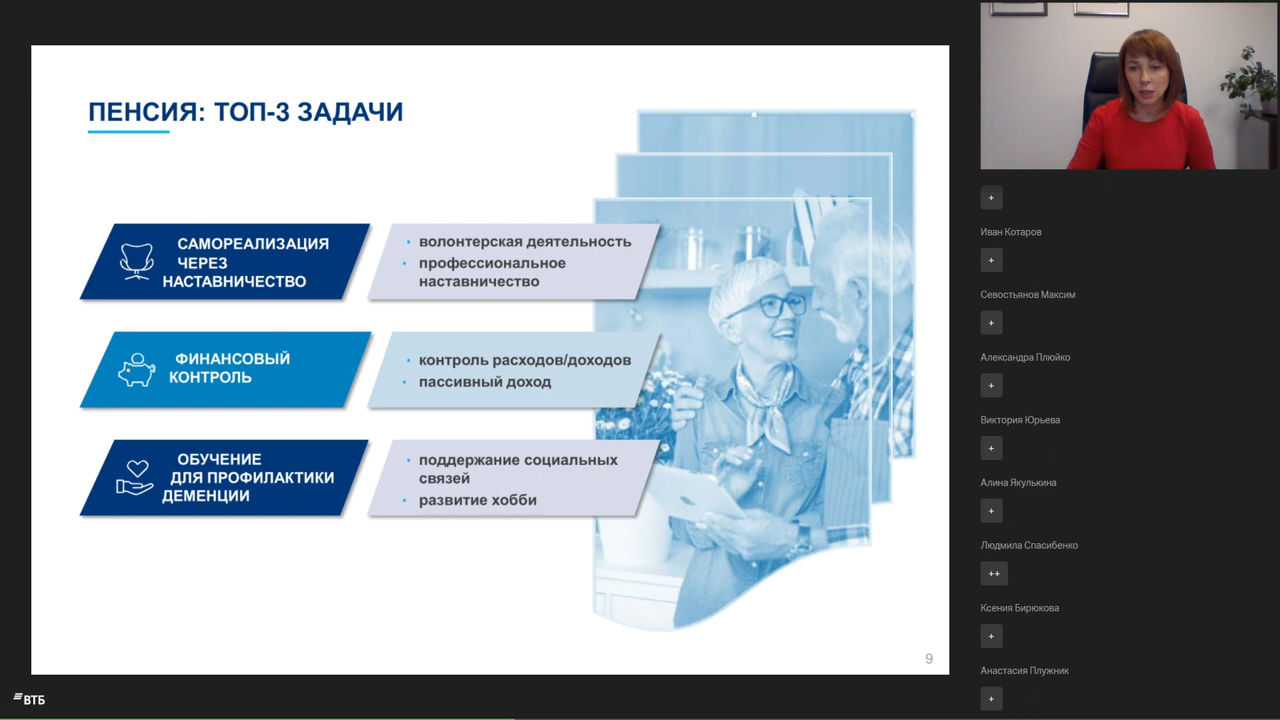 ПЕНСИЯ: ТОП-3 ЗАДАЧИ
САМОРЕАЛИЗАЦИЯ
ЧЕРЕЗ
НАСТАВНИЧЕСТВО
• волонтерская деятельность
• профессиональное
наставничество
ФИНАНСОВЫЙ
КОНТРОЛЬ
• контроль расходов/доходов
• пассивный доход
ОБУЧЕНИЕ
ДЛЯ ПРОФИЛАКТИКИ
ДЕМЕНЦИИ
• поддержание социальных
связей
• развитие хобби
9
ВТБ
+
Иван Котаров
+
Севостьянов Максим
+
Александра Плюйко
+
Виктория Юрьева
+
Алина Якулькина
+
Людмила Спасибенко
++
Ксения Бирюкова
+
Анастасия Плужник
+